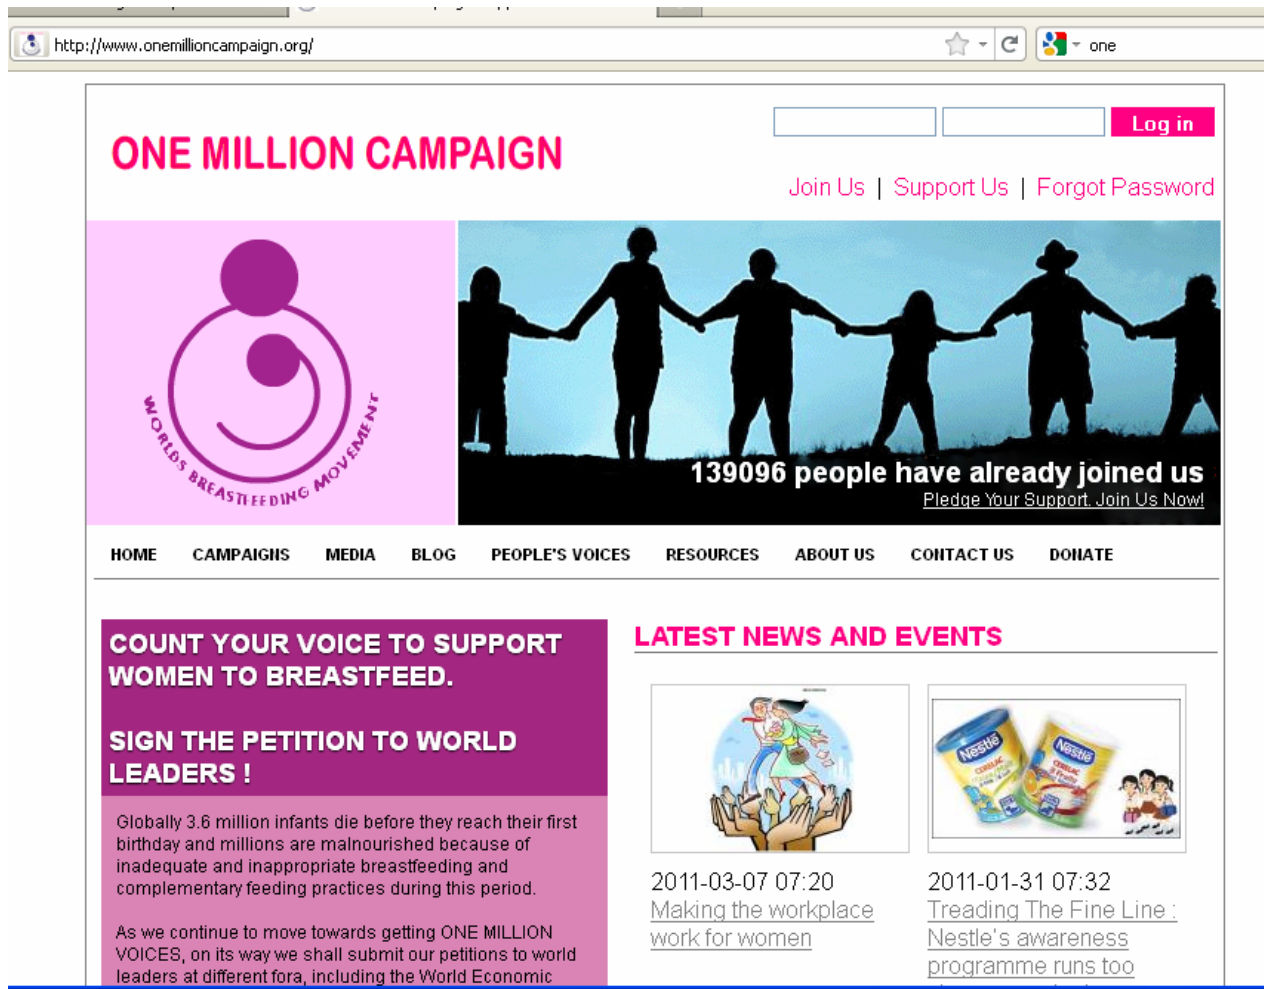 http://www.onemillioncampaign.org/
one
Log in
ONE MILLION CAMPAIGN
Join Us | Support Us | Forgot Password
WORLDS BREASTFEEDING MOVEMENT
139096 people have already joined us
Pledge Your Support. Join Us Now!
HOME CAMPAIGNS MEDIA BLOG PEOPLE'S VOICES RESOURCES ABOUT US CONTACT US DONATE
COUNT YOUR VOICE TO SUPPORT
WOMEN TO BREASTFEED.
SIGN THE PETITION TO WORLD
LEADERS !
Globally 3.6 million infants die before they reach their first
birthday and millions are malnourished because of
inadequate and inappropriate breastfeeding and
complementary feeding practices during this period.
As we continue to move towards getting ONE MILLION
VOICES, on its way we shall submit our petitions to world
leaders at different fora, including the World Economic
LATEST NEWS AND EVENTS
Nestlé
CERELAC
Nestlé
CERELAC
2011-03-07 07:20
Making the workplace
work for women
2011-01-31 07:32
Treading The Fine Line :
Nestle's awareness
programme runs too